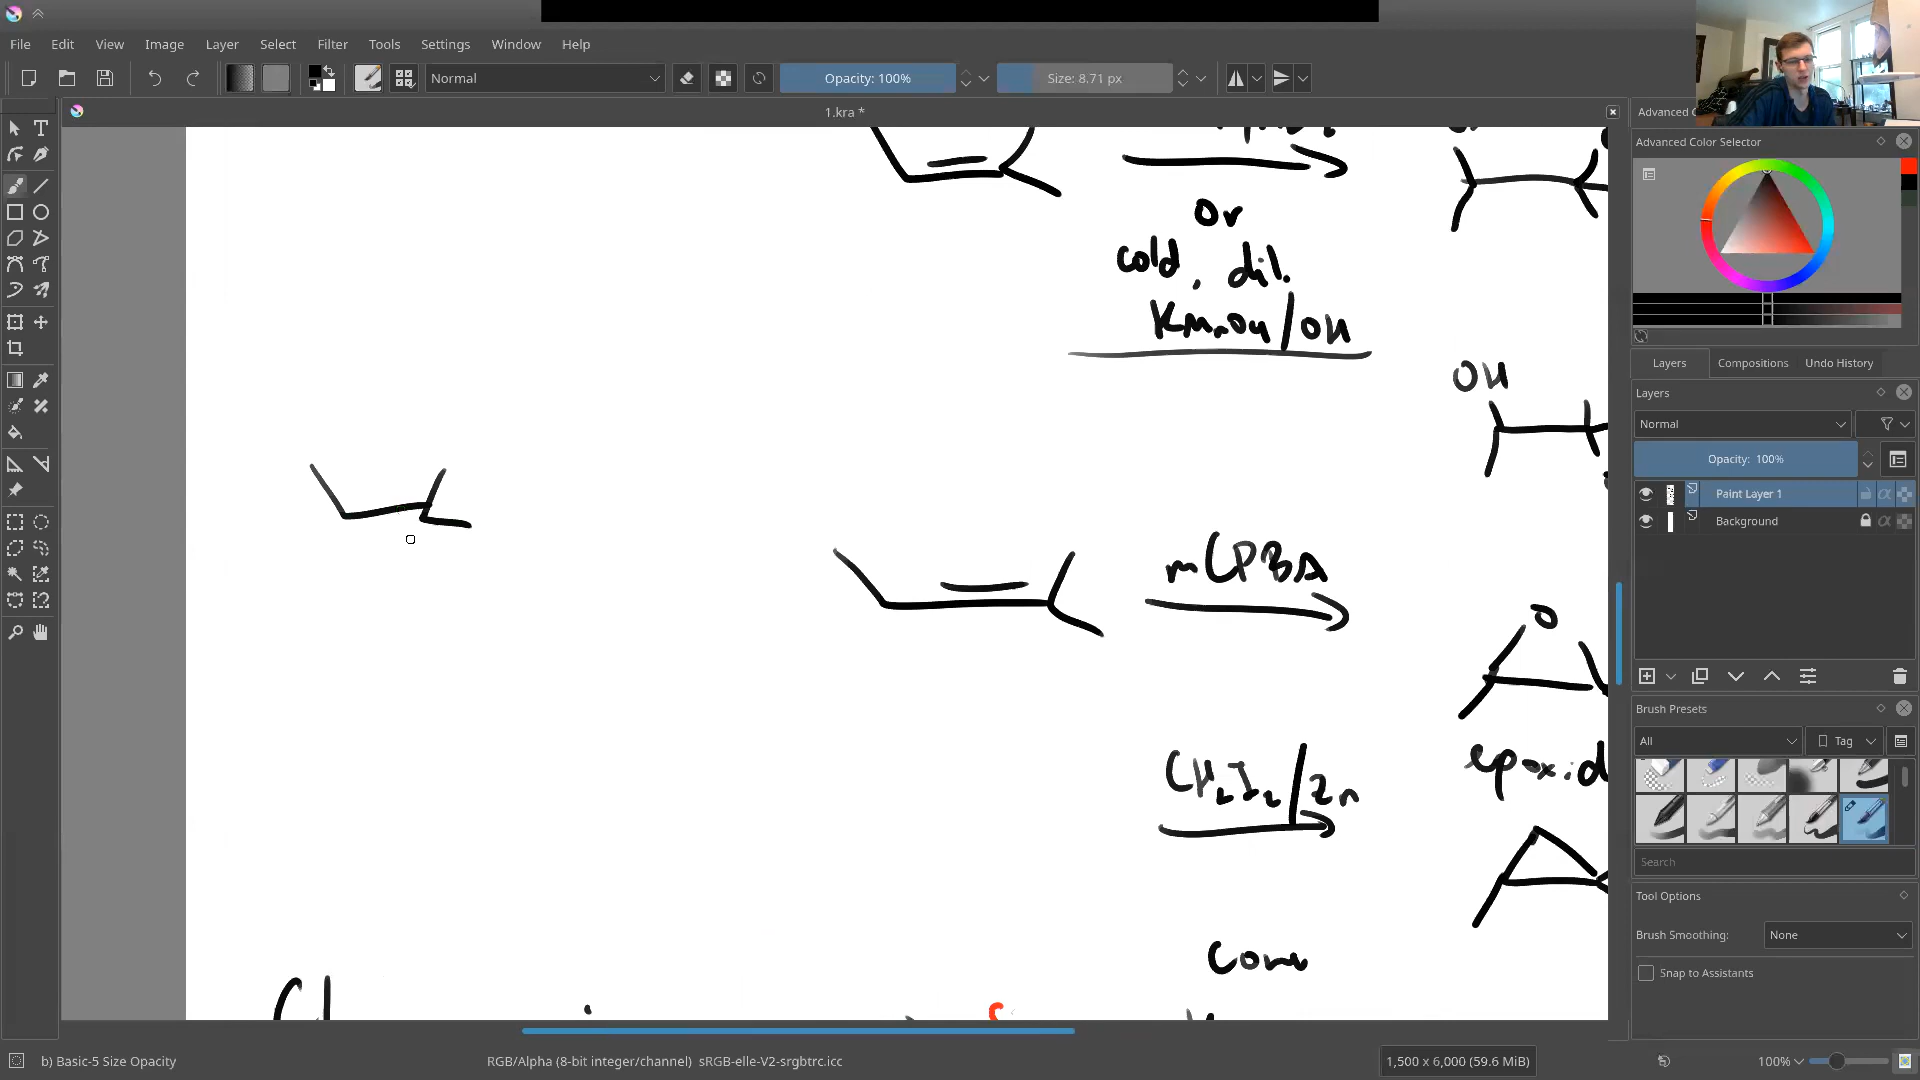 File Edit View Image Layer Select Filter Tools Settings Window Help
Normal
Opacity: 100%
Size: 8.71 px
1.kra *
Advanced C
Advanced Color Selector
Or
cold, dil.
KMnO4/OH
OH
mCPBA
O
CH2I2/Zn
epoxid
Conv
Cl
Layers Compositions Undo History
Layers
Normal
Opacity: 100%
Paint Layer 1
Background
Brush Presets
All
Tag
Search
Tool Options
Brush Smoothing:
None
Snap to Assistants
b) Basic-5 Size Opacity
RGB/Alpha (8-bit integer/channel) sRGB-elle-V2-srgbtrc.icc
1,500 x 6,000 (59.6 MiB)
100%